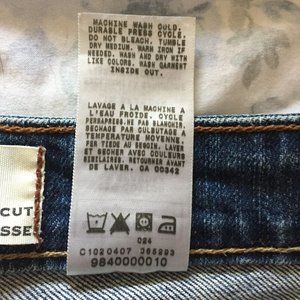 MACHINE WASH COLD.
DURABLE PRESS CYCLE.
DO NOT BLEACH. TUMBLE
DRY MEDIUM. WARM IRON IF
NEEDED. WASH AND DRY WITH
LIKE COLORS. WASH GARMENT
INSIDE OUT.
LAVAGE A LA MACHINE A
L'EAU FROIDE. CYCLE
INFROISSABLE. NE PAS BLANCHIR.
SECHAGE PAR CULBUTAGE A
TEMPERATURE MOYENNE.
FER TIEDE AU BESOIN. LAVER
ET SECHER AVEC COULEURS
SIMILAIRES. RETOURNER AVANT
DE LAVER. CA 00342
CUT
SSE
024
C1020407 365293
9840000010